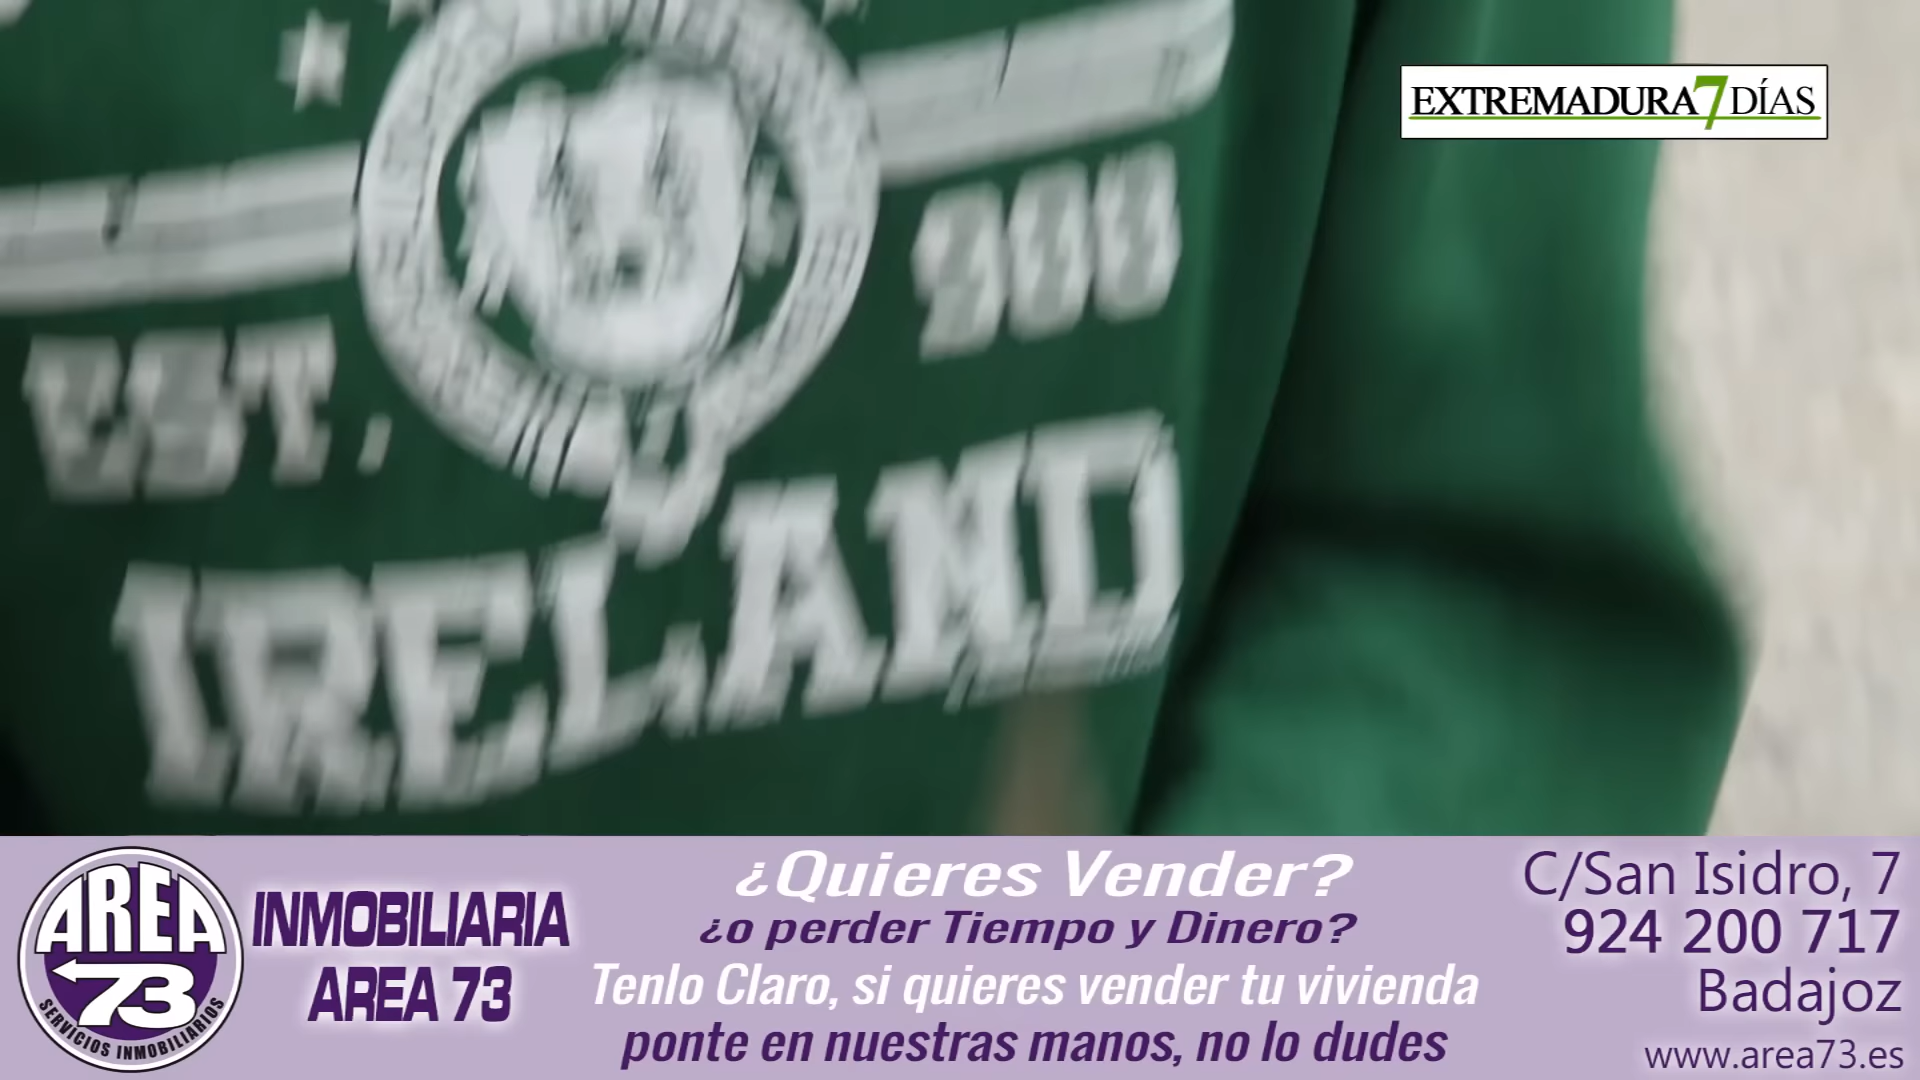 EXTREMADURA7DÍAS
EST.
IRELAND
AREA
73
SERVICIOS INMOBILIARIOS
INMOBILIARIA
AREA 73
¿Quieres Vender?
¿o perder Tiempo y Dinero?
Tenlo Claro, si quieres vender tu vivienda
ponte en nuestras manos, no lo dudes
C/San Isidro, 7
924 200 717
Badajoz
www.area73.es